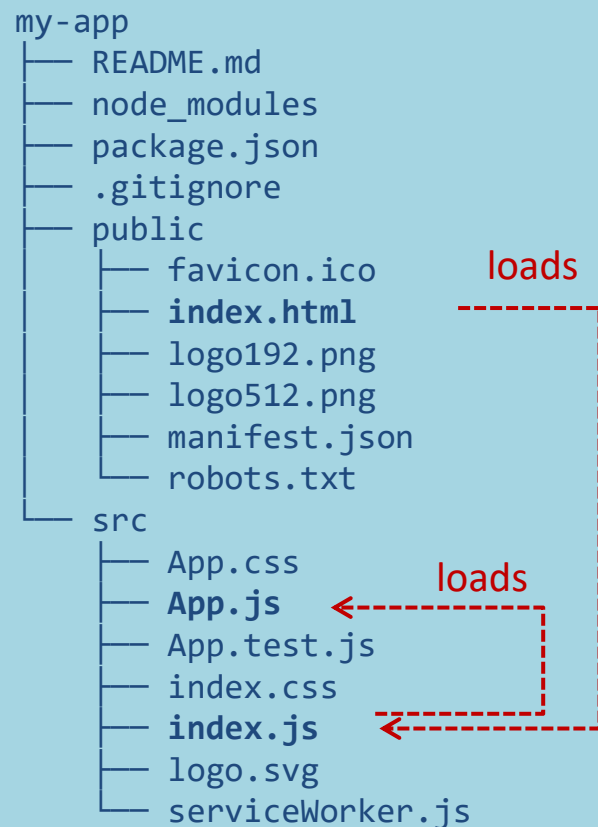 my-app
├── README.md
├── node_modules
├── package.json
├── .gitignore
├── public
│   ├── favicon.ico loads
│   ├── index.html
│   ├── logo192.png
│   ├── logo512.png
│   ├── manifest.json
│   └── robots.txt
└── src
    ├── App.css loads
    ├── App.js
    ├── App.test.js
    ├── index.css
    ├── index.js
    ├── logo.svg
    └── serviceWorker.js